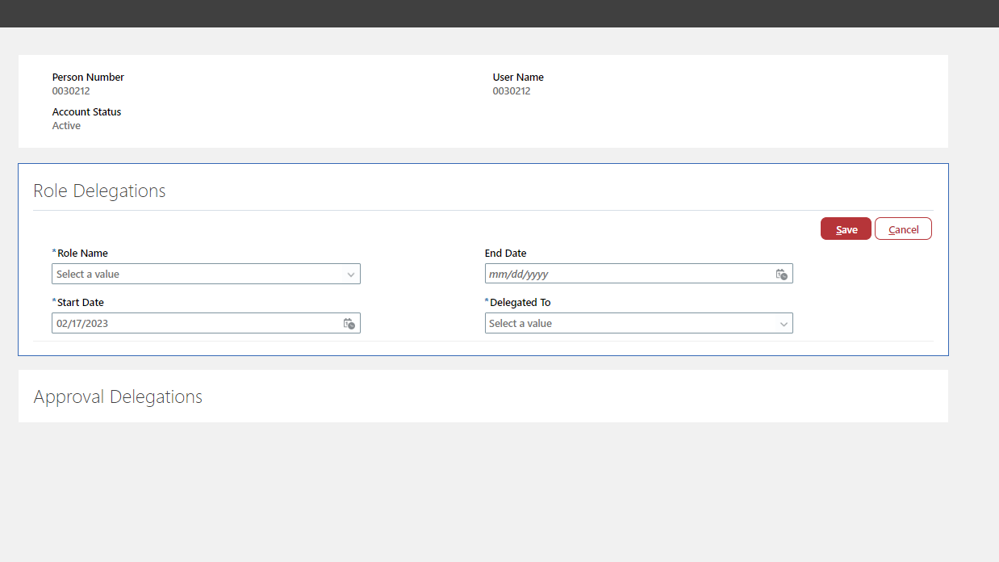 Person Number
0030212
User Name
0030212
Account Status
Active
Role Delegations
Save Cancel
*Role Name
Select a value
End Date
mm/dd/yyyy
*Start Date
02/17/2023
*Delegated To
Select a value
Approval Delegations